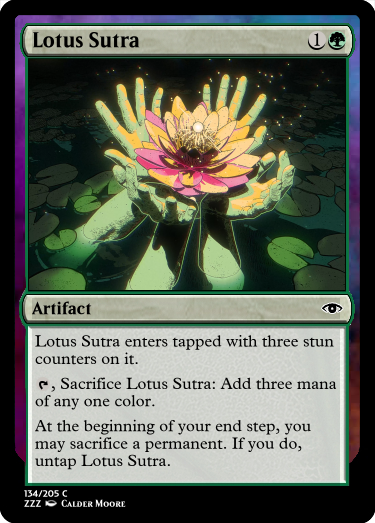 Lotus Sutra 1
Artifact
Lotus Sutra enters tapped with three stun
counters on it.
, Sacrifice Lotus Sutra: Add three mana
of any one color.
At the beginning of your end step, you
may sacrifice a permanent. If you do,
untap Lotus Sutra.
134/205 C
ZZZ Calder Moore